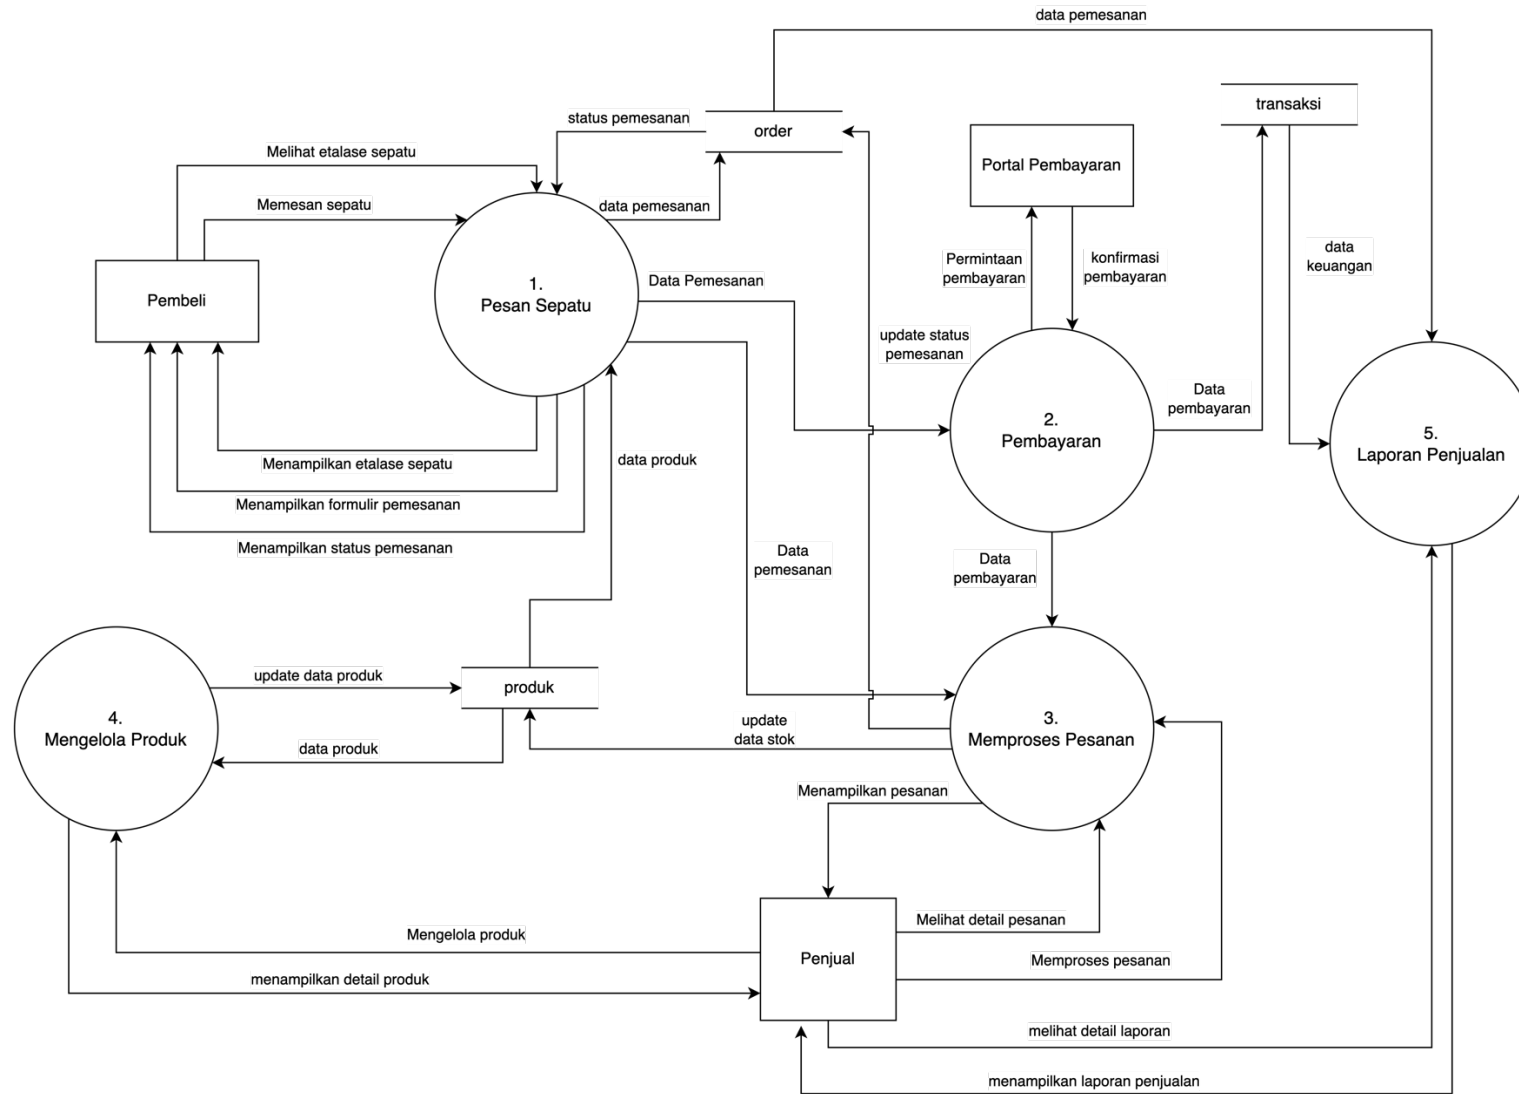 data pemesanan
transaksi
status pemesanan
order
Melihat etalase sepatu
Portal Pembayaran
Memesan sepatu
data pemesanan
Permintaan
pembayaran
konfirmasi
pembayaran
data
keuangan
Pembeli
1.
Pesan Sepatu
Data Pemesanan
update status
pemesanan
2.
Pembayaran
Data
pembayaran
5.
Laporan Penjualan
Menampilkan etalase sepatu
data produk
Menampilkan formulir pemesanan
Menampilkan status pemesanan
Data
pemesanan
Data
pembayaran
update data produk
produk
4.
Mengelola Produk
update
data stok
3.
Memproses Pesanan
data produk
Menampilkan pesanan
Melihat detail pesanan
Mengelola produk
Penjual
Memproses pesanan
menampilkan detail produk
melihat detail laporan
menampilkan laporan penjualan